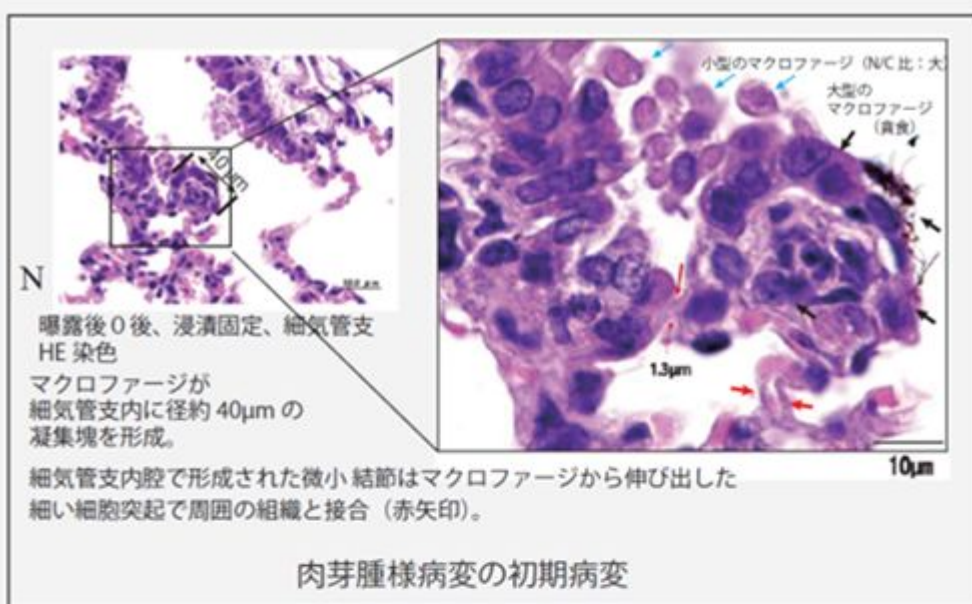 小型のマクロファージ（N/C 比：大）
大型の
マクロファージ
（貪食）
40μm
N
1.3μm
10μm
曝露後０後、浸漬固定、細気管支
HE 染色
マクロファージが
細気管支内に径約 40μm の
凝集塊を形成。
細気管支内腔で形成された微小 結節はマクロファージから伸び出した
細い細胞突起で周囲の組織と接合（赤矢印）。
肉芽腫様病変の初期病変